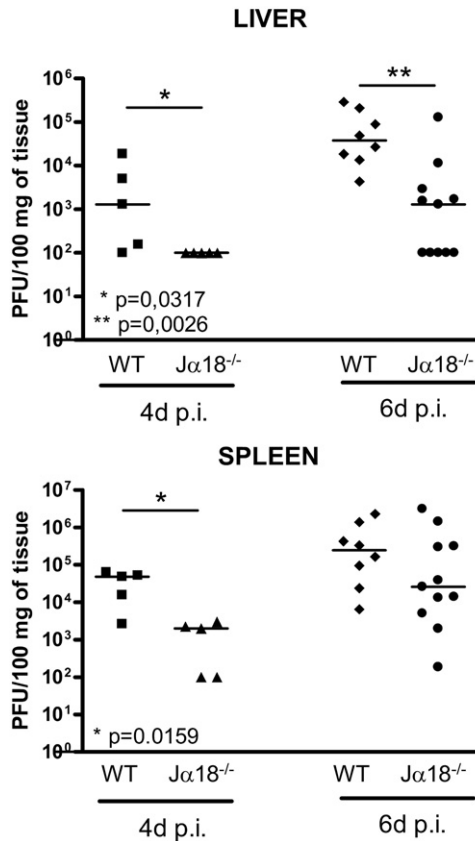 LIVER
PFU/100 mg of tissue
10⁶
10⁵
10⁴
10³
10²
10¹
10⁰
*
**
* p=0,0317
** p=0,0026
WT Jα18⁻/⁻ WT Jα18⁻/⁻
4d p.i. 6d p.i.
SPLEEN
PFU/100 mg of tissue
10⁷
10⁶
10⁵
10⁴
10³
10²
10¹
10⁰
*
* p=0.0159
WT Jα18⁻/⁻ WT Jα18⁻/⁻
4d p.i. 6d p.i.